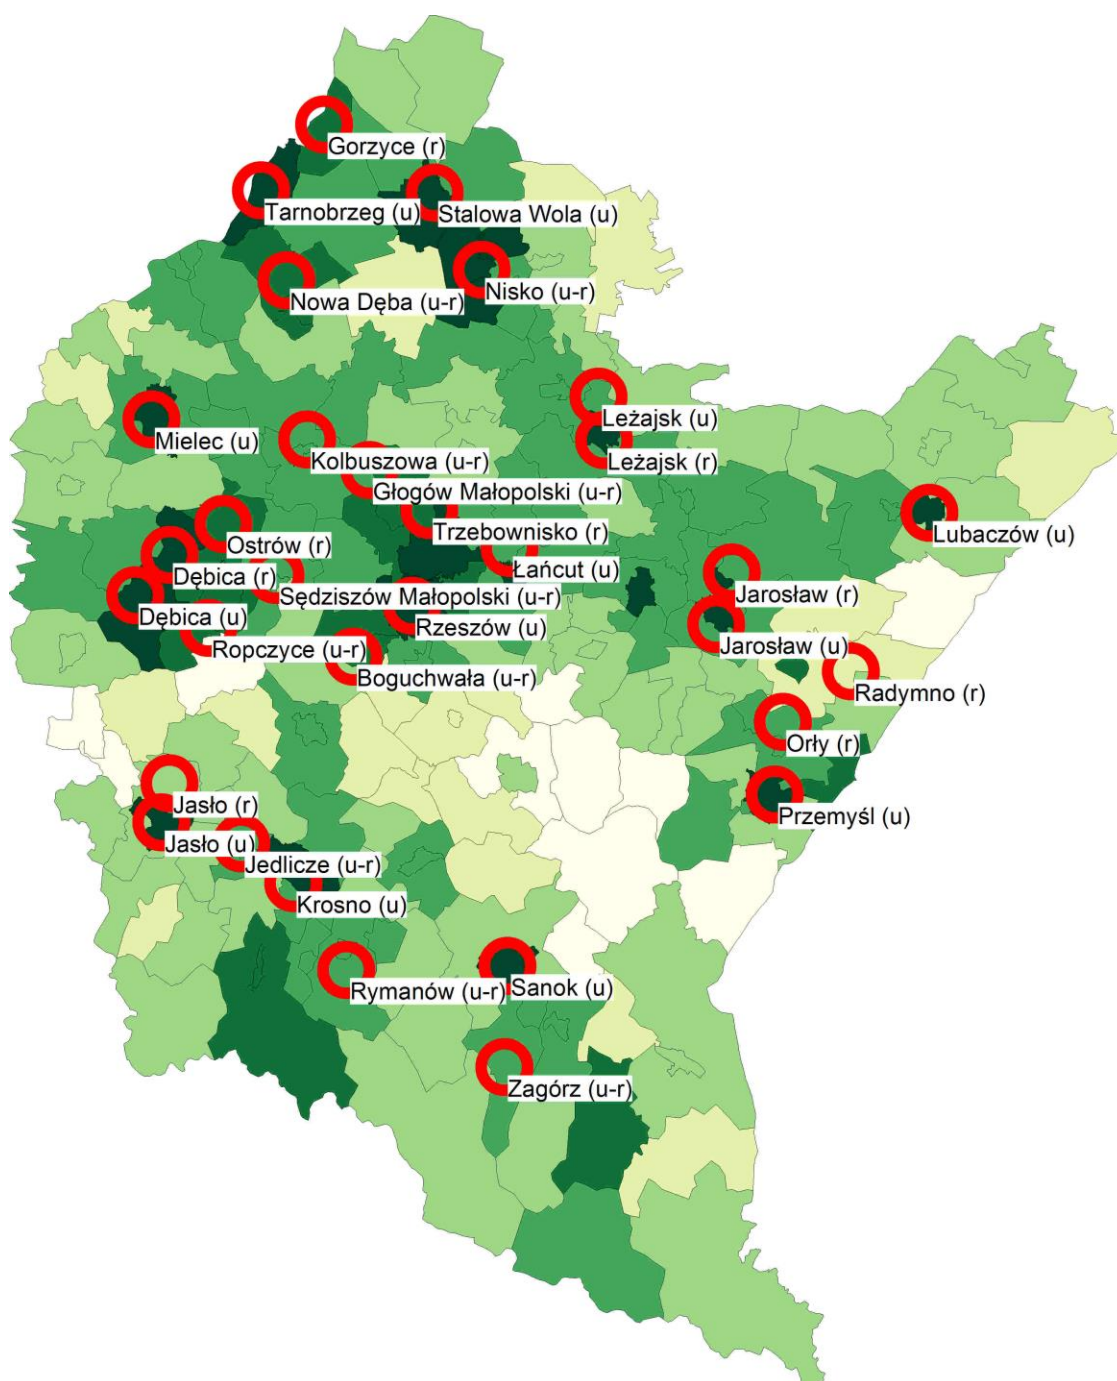 Gorzyce (r)
Tarnobrzeg (u)
Stalowa Wola (u)
Nowa Dęba (u-r)
Nisko (u-r)
Leżajsk (u)
Mielec (u)
Kolbuszowa (u-r)
Leżajsk (r)
Głogów Małopolski (u-r)
Trzebownisko (r)
Lubaczów (u)
Ostrów (r)
Łańcut (u)
Dębica (r)
Sędziszów Małopolski (u-r)
Jarosław (r)
Dębica (u)
Rzeszów (u)
Ropczyce (u-r)
Jarosław (u)
Boguchwała (u-r)
Radymno (r)
Orły (r)
Jasło (r)
Przemyśl (u)
Jasło (u)
Jedlicze (u-r)
Krosno (u)
Rymanów (u-r)
Sanok (u)
Zagórz (u-r)